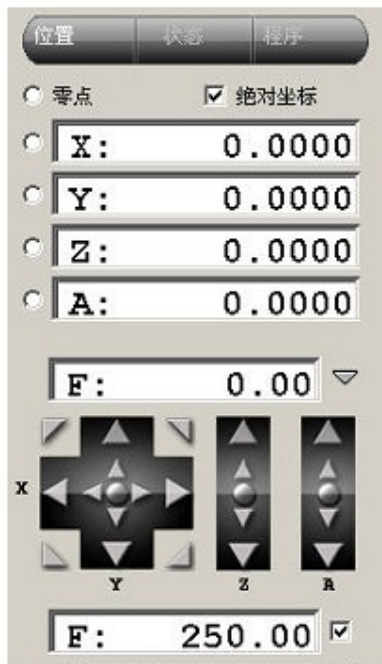 位置 状态 程序
零点 绝对坐标
X: 0.0000
Y: 0.0000
Z: 0.0000
A: 0.0000
F: 0.00
X
Y Z A
F: 250.00